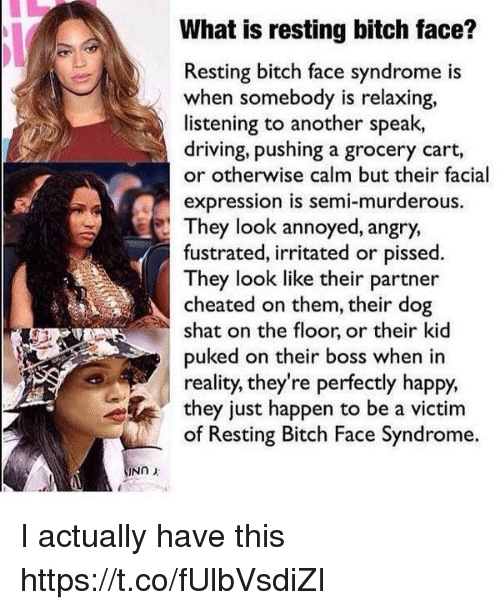 What is resting bitch face?
Resting bitch face syndrome is
when somebody is relaxing,
listening to another speak,
driving, pushing a grocery cart,
or otherwise calm but their facial
expression is semi-murderous.
They look annoyed, angry,
fustrated, irritated or pissed.
They look like their partner
cheated on them, their dog
shat on the floor, or their kid
puked on their boss when in
reality, they're perfectly happy,
they just happen to be a victim
of Resting Bitch Face Syndrome.
I actually have this
https://t.co/fUlbVsdiZl